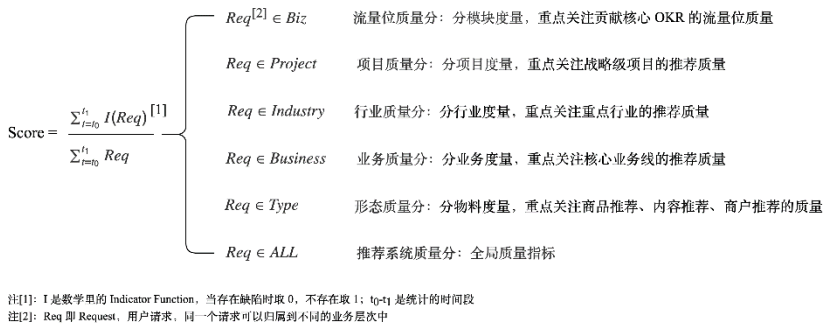 Req[2] ∈ Biz 流量位质量分：分模块度量，重点关注贡献核心 OKR 的流量位质量
Req ∈ Project 项目质量分：分项目度量，重点关注战略级项目的推荐质量
Req ∈ Industry 行业质量分：分行业度量，重点关注重点行业的推荐质量
Score = ∑_{t=t0}^{t1} I(Req) [1] / ∑_{t=t0}^{t1} Req
Req ∈ Business 业务质量分：分业务度量，重点关注核心业务线的推荐质量
Req ∈ Type 形态质量分：分物料度量，重点关注商品推荐、内容推荐、商户推荐的质量
Req ∈ ALL 推荐系统质量分：全局质量指标
注[1]：I 是数学里的 Indicator Function，当存在缺陷时取 0，不存在取 1；t0-t1 是统计的时间段
注[2]：Req 即 Request，用户请求，同一个请求可以归属到不同的业务层次中